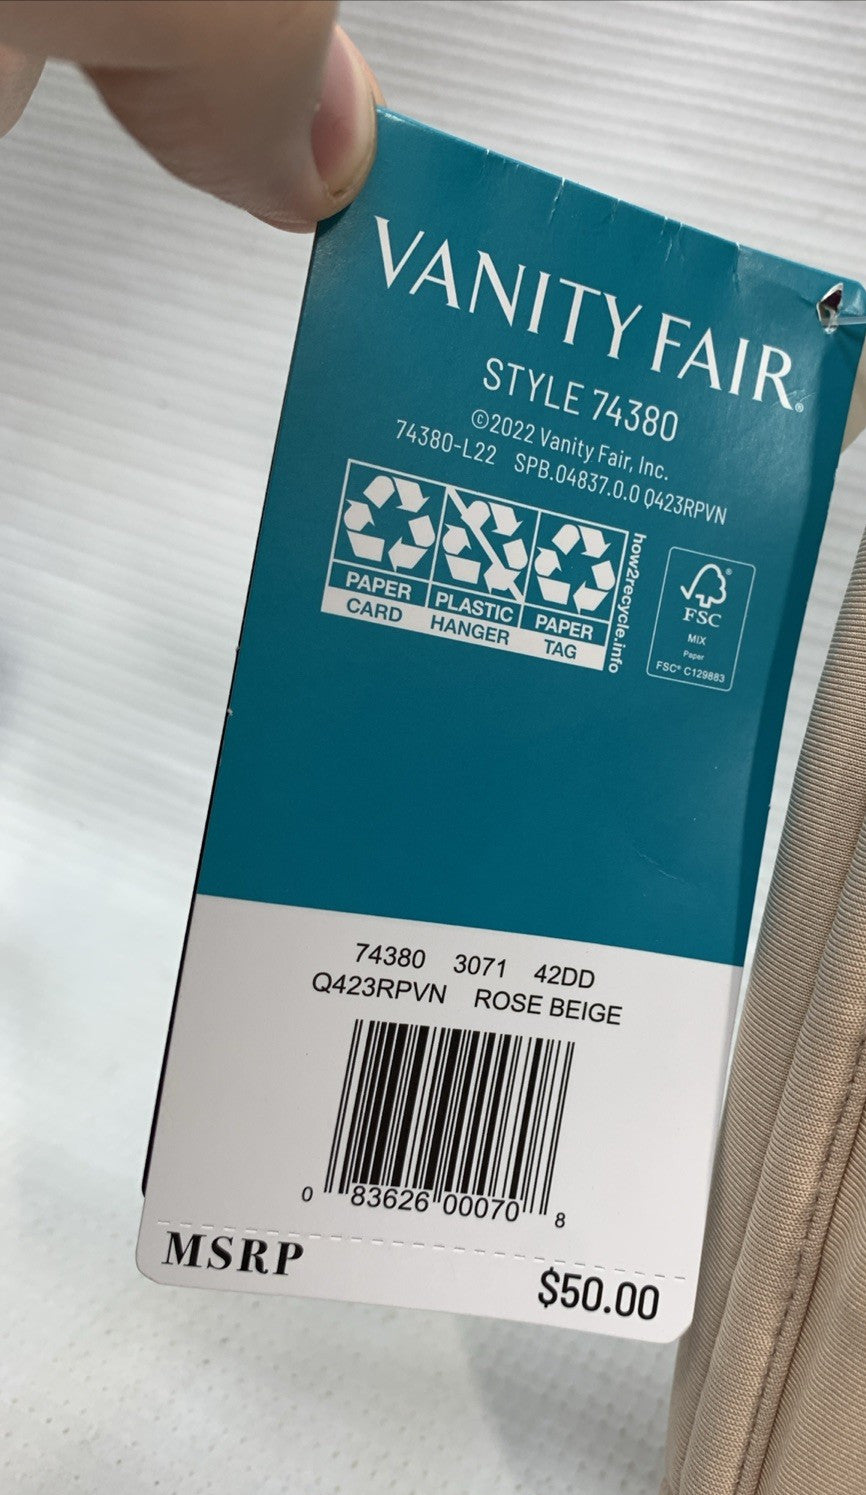 VANITY FAIR®
STYLE 74380
©2022 Vanity Fair, Inc.
74380-L22 SPB.04837.0.0 Q423RPVN
PAPER PLASTIC PAPER
CARD HANGER TAG
how2recycle.info
®
FSC
MIX
Paper
FSC® C129883
74380 3071 42DD
Q423RPVN ROSE BEIGE
0 83626 00070 8
MSRP
$50.00